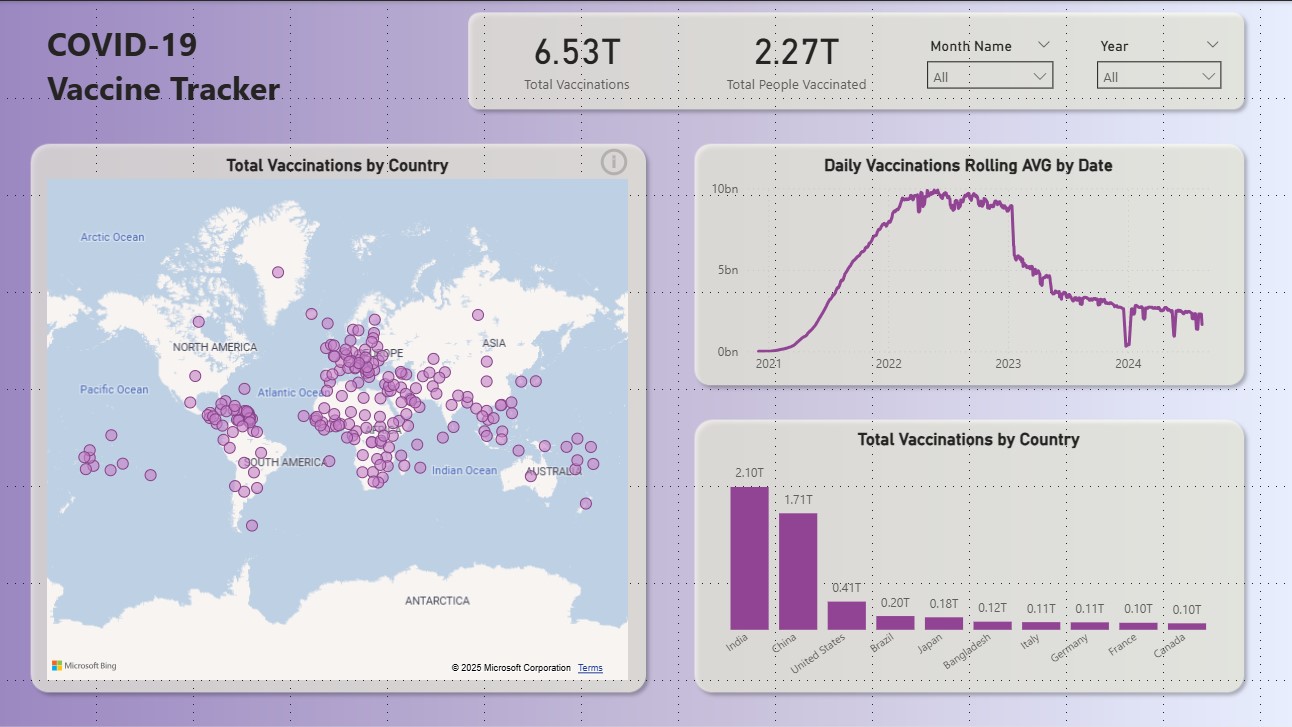 COVID-19
Vaccine Tracker
6.53T
Total Vaccinations
2.27T
Total People Vaccinated
Month Name
All
Year
All
Total Vaccinations by Country
Arctic Ocean
NORTH AMERICA
EUROPE
ASIA
Pacific Ocean
Atlantic Ocean
AFRICA
SOUTH AMERICA
Indian Ocean
AUSTRALIA
ANTARCTICA
Microsoft Bing
© 2025 Microsoft Corporation Terms
Daily Vaccinations Rolling AVG by Date
10bn
5bn
0bn
2021 2022 2023 2024
Total Vaccinations by Country
2.10T 1.71T 0.41T 0.20T 0.18T 0.12T 0.11T 0.11T 0.10T 0.10T
India China United States Brazil Japan Bangladesh Italy Germany France Canada